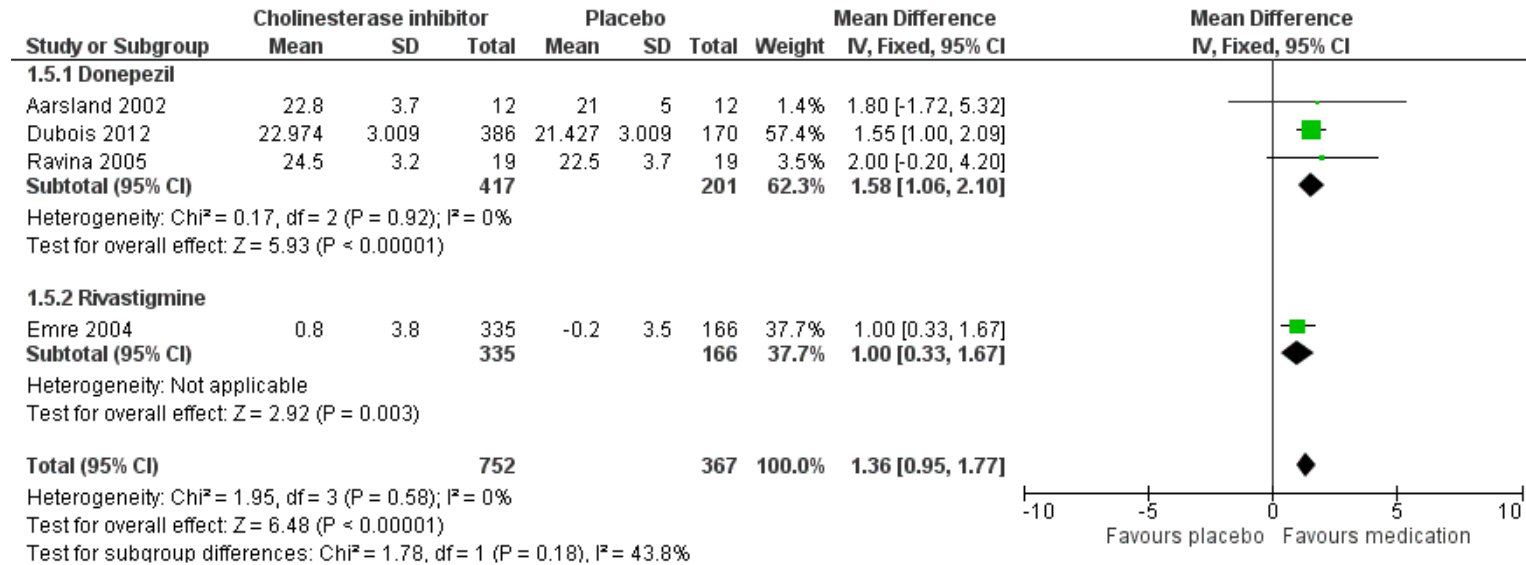 Cholinesterase inhibitor Placebo Mean Difference Mean Difference
Study or Subgroup Mean SD Total Mean SD Total Weight IV, Fixed, 95% CI IV, Fixed, 95% CI
1.5.1 Donepezil
Aarsland 2002 22.8 3.7 12 21 5 12 1.4% 1.80 [-1.72, 5.32]
Dubois 2012 22.974 3.009 386 21.427 3.009 170 57.4% 1.55 [1.00, 2.09]
Ravina 2005 24.5 3.2 19 22.5 3.7 19 3.5% 2.00 [-0.20, 4.20]
Subtotal (95% CI) 417 201 62.3% 1.58 [1.06, 2.10]
Heterogeneity: Chi² = 0.17, df = 2 (P = 0.92); I² = 0%
Test for overall effect: Z = 5.93 (P < 0.00001)
1.5.2 Rivastigmine
Emre 2004 0.8 3.8 335 -0.2 3.5 166 37.7% 1.00 [0.33, 1.67]
Subtotal (95% CI) 335 166 37.7% 1.00 [0.33, 1.67]
Heterogeneity: Not applicable
Test for overall effect: Z = 2.92 (P = 0.003)
Total (95% CI) 752 367 100.0% 1.36 [0.95, 1.77]
Heterogeneity: Chi² = 1.95, df = 3 (P = 0.58); I² = 0%
Test for overall effect: Z = 6.48 (P < 0.00001)
Test for subgroup differences: Chi² = 1.78, df = 1 (P = 0.18), I² = 43.8%
-10 -5 0 5 10
Favours placebo Favours medication